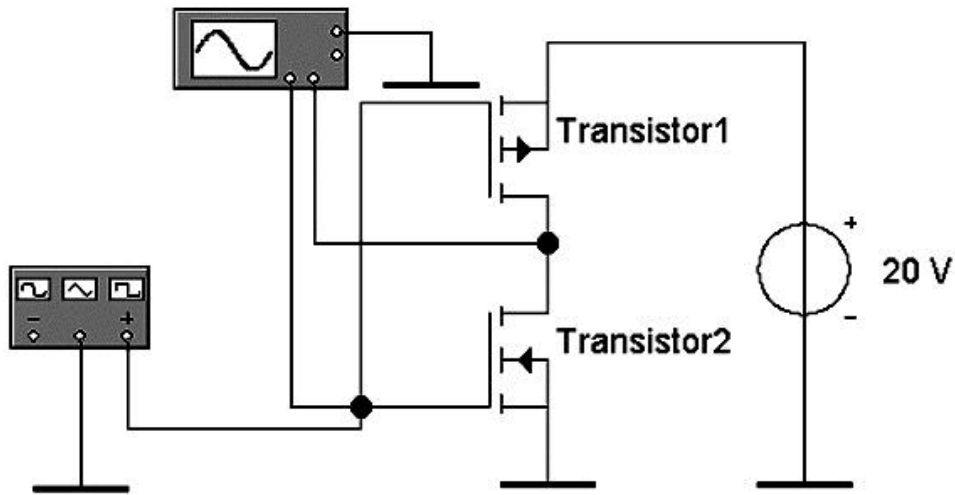 Transistor1
+
20 V
−
− +
Transistor2